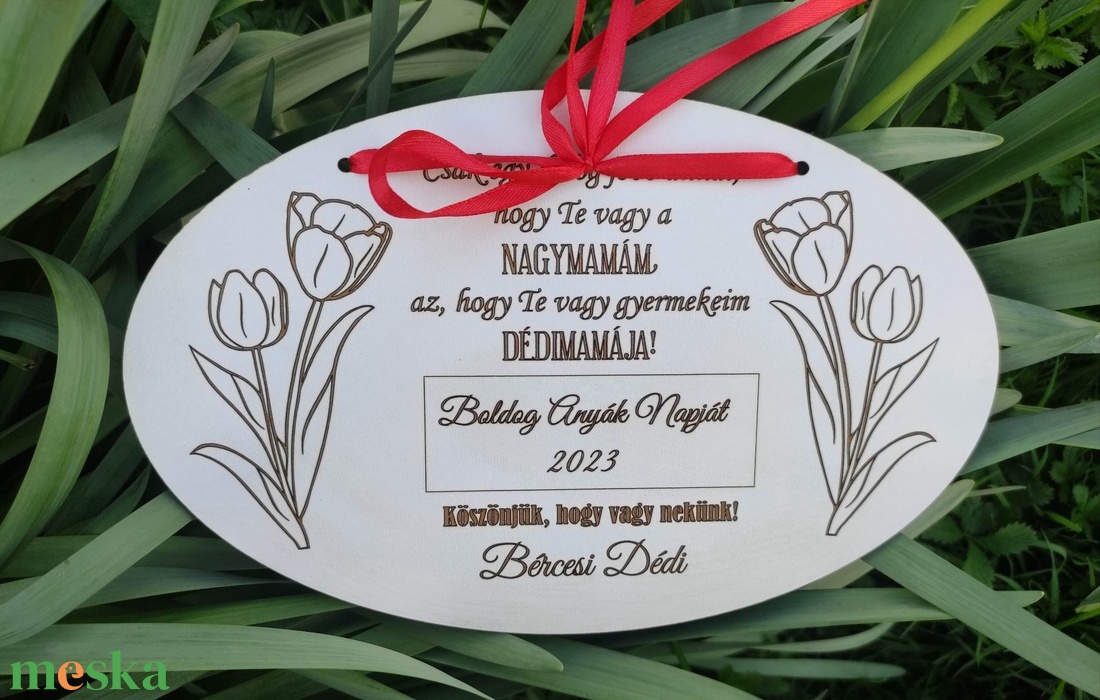 hogy Te vagy a
NAGYMAMÁM,
az, hogy Te vagy gyermekeim
DÉDIMAMÁJA!
Boldog Anyák Napját
2023
Köszönjük, hogy vagy nekünk!
Bércesi Dédi
meska